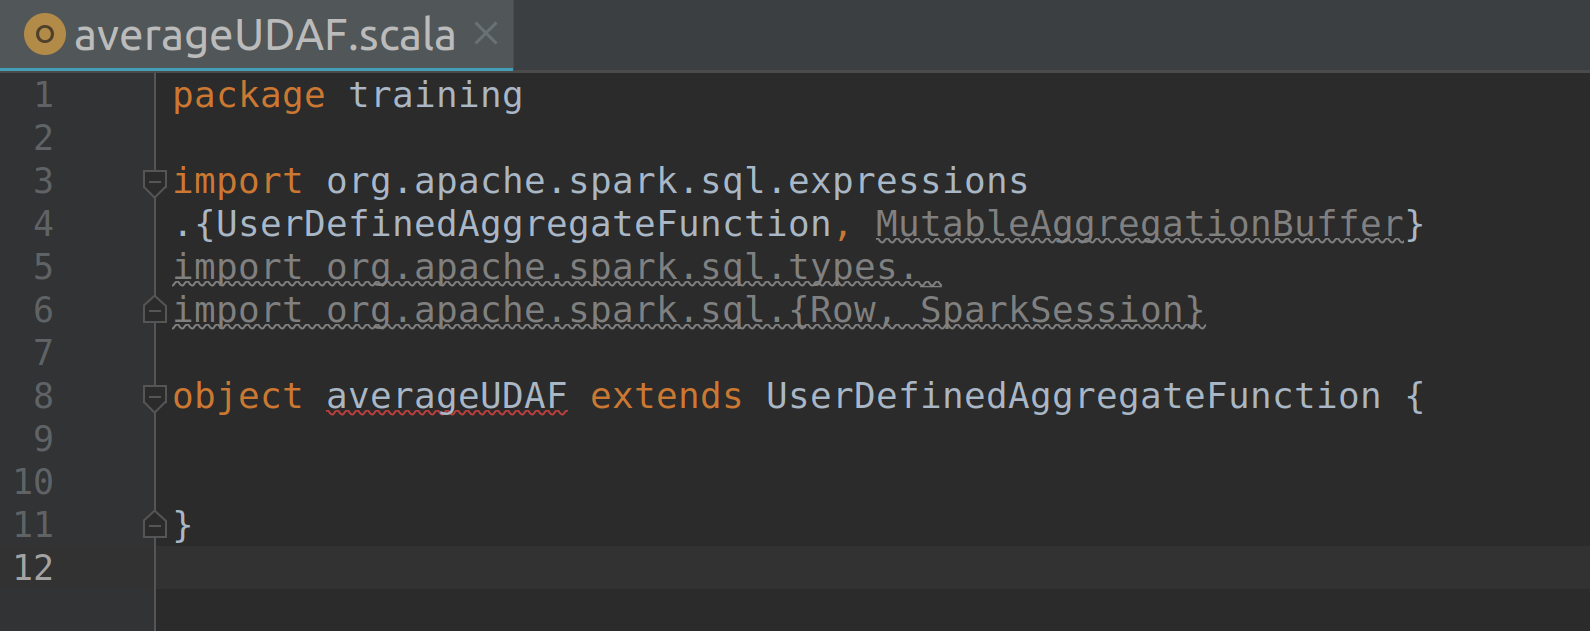 averageUDAF.scala
1 package training
2
3 import org.apache.spark.sql.expressions
4 .{UserDefinedAggregateFunction, MutableAggregationBuffer}
5 import org.apache.spark.sql.types._
6 import org.apache.spark.sql.{Row, SparkSession}
7
8 object averageUDAF extends UserDefinedAggregateFunction {
9
10
11 }
12